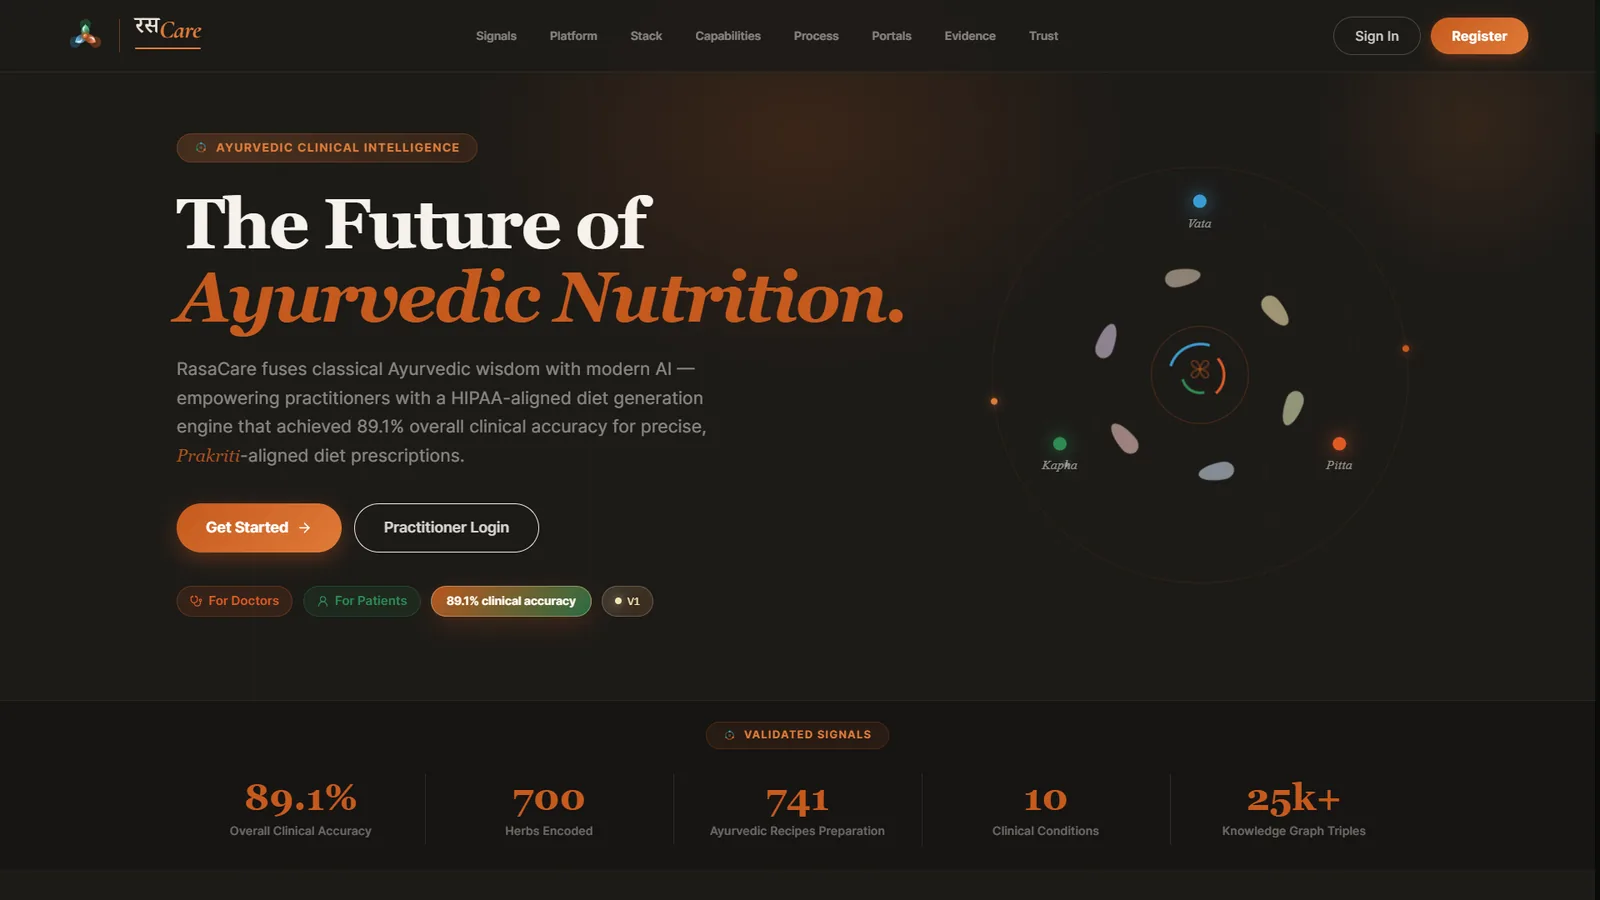 रसCare
Signals
Platform
Stack
Capabilities
Process
Portals
Evidence
Trust
Sign In
Register
AYURVEDIC CLINICAL INTELLIGENCE
The Future of
Ayurvedic Nutrition.
RasaCare fuses classical Ayurvedic wisdom with modern AI —
empowering practitioners with a HIPAA-aligned diet generation
engine that achieved 89.1% overall clinical accuracy for precise,
Prakriti-aligned diet prescriptions.
Get Started →
Practitioner Login
For Doctors
For Patients
89.1% clinical accuracy
V1
Vata
Kapha
Pitta
VALIDATED SIGNALS
89.1%
Overall Clinical Accuracy
700
Herbs Encoded
741
Ayurvedic Recipes Preparation
10
Clinical Conditions
25k+
Knowledge Graph Triples